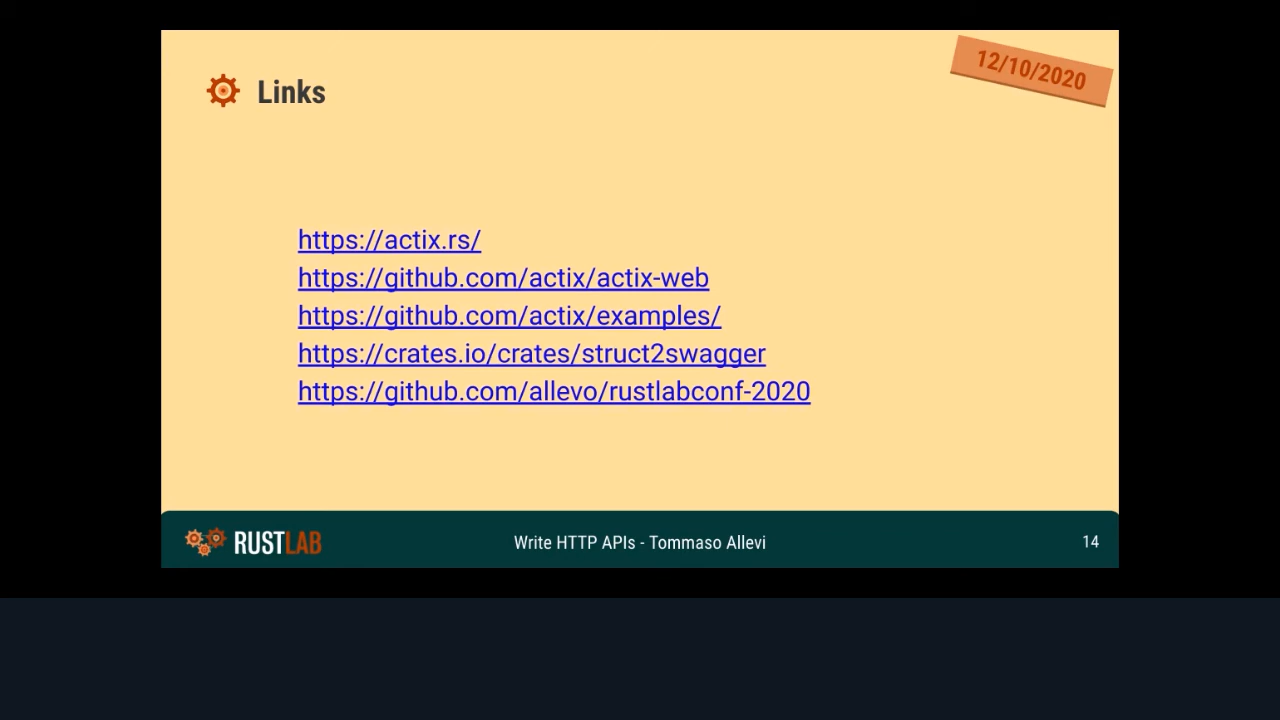 12/10/2020
Links
https://actix.rs/
https://github.com/actix/actix-web
https://github.com/actix/examples/
https://crates.io/crates/struct2swagger
https://github.com/allevo/rustlabconf-2020
RUSTLAB
Write HTTP APIs - Tommaso Allevi
14